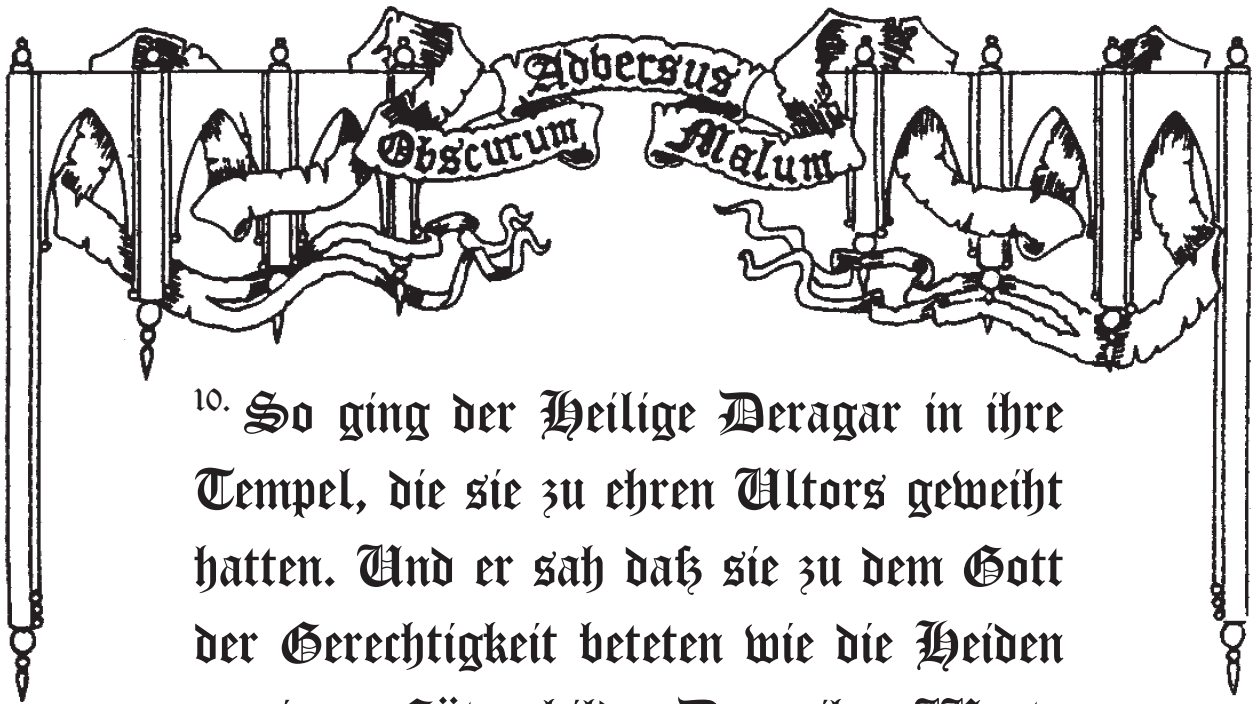 Adversus
Obscurum Malum
10. So ging der Heilige Deragar in ihre
Tempel, die sie zu ehren Ultors geweiht
hatten. Und er sah daß sie zu dem Gott
der Gerechtigkeit beteten wie die Heiden